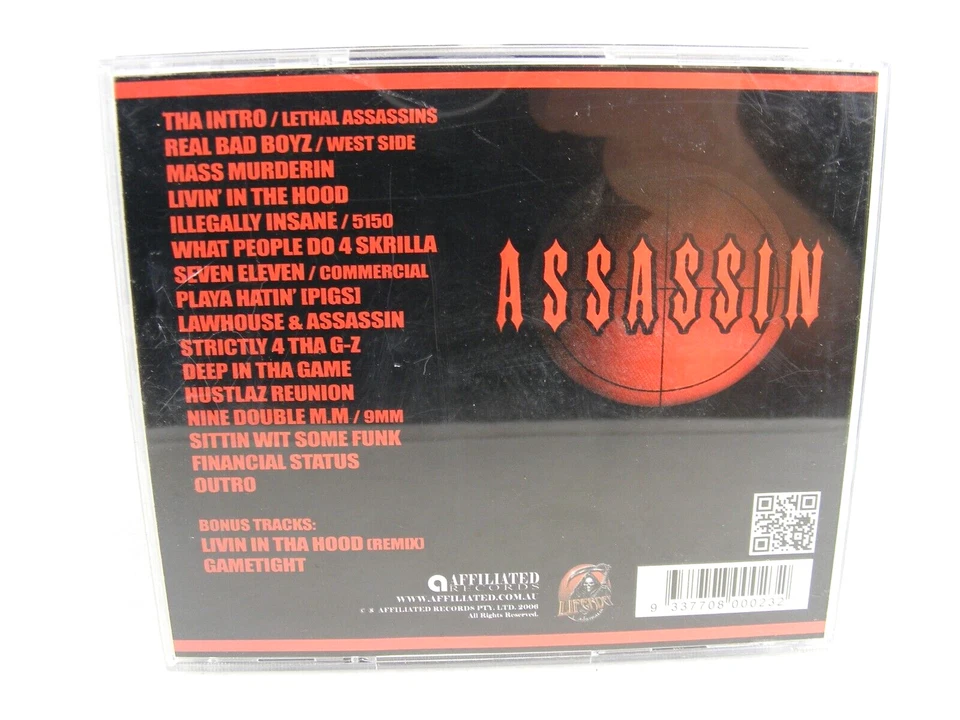 THA INTRO / LETHAL ASSASSINS
REAL BAD BOYZ / WEST SIDE
MASS MURDERIN
LIVIN' IN THE HOOD
ILLEGALLY INSANE / 5150
WHAT PEOPLE DO 4 SKRILLA
SEVEN ELEVEN / COMMERCIAL
PLAYA HATIN' [PIGS]
LAWHOUSE & ASSASSIN
STRICTLY 4 THA G-Z
DEEP IN THA GAME
HUSTLAZ REUNION
NINE DOUBLE M.M / 9MM
SITTIN WIT SOME FUNK
FINANCIAL STATUS
OUTRO
BONUS TRACKS:
LIVIN IN THA HOOD (REMIX)
GAMETIGHT
ASSASSIN
AFFILIATED
RECORDS
WWW.AFFILIATED.COM.AU
AFFILIATED RECORDS PTY. LTD. 2006
All Rights Reserved.
9 337708 000232